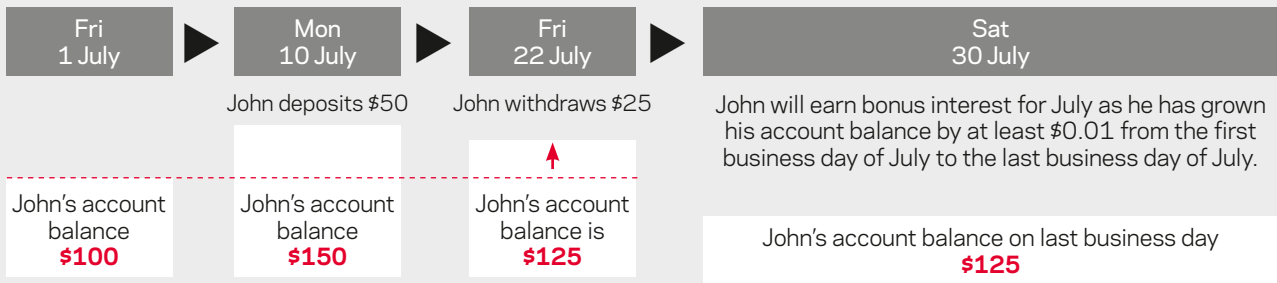 Fri
1 July
Mon
10 July
Fri
22 July
Sat
30 July
John deposits $50
John withdraws $25
John will earn bonus interest for July as he has grown
his account balance by at least $0.01 from the first
business day of July to the last business day of July.
John's account
balance
$100
John's account
balance
$150
John's account
balance is
$125
John's account balance on last business day
$125